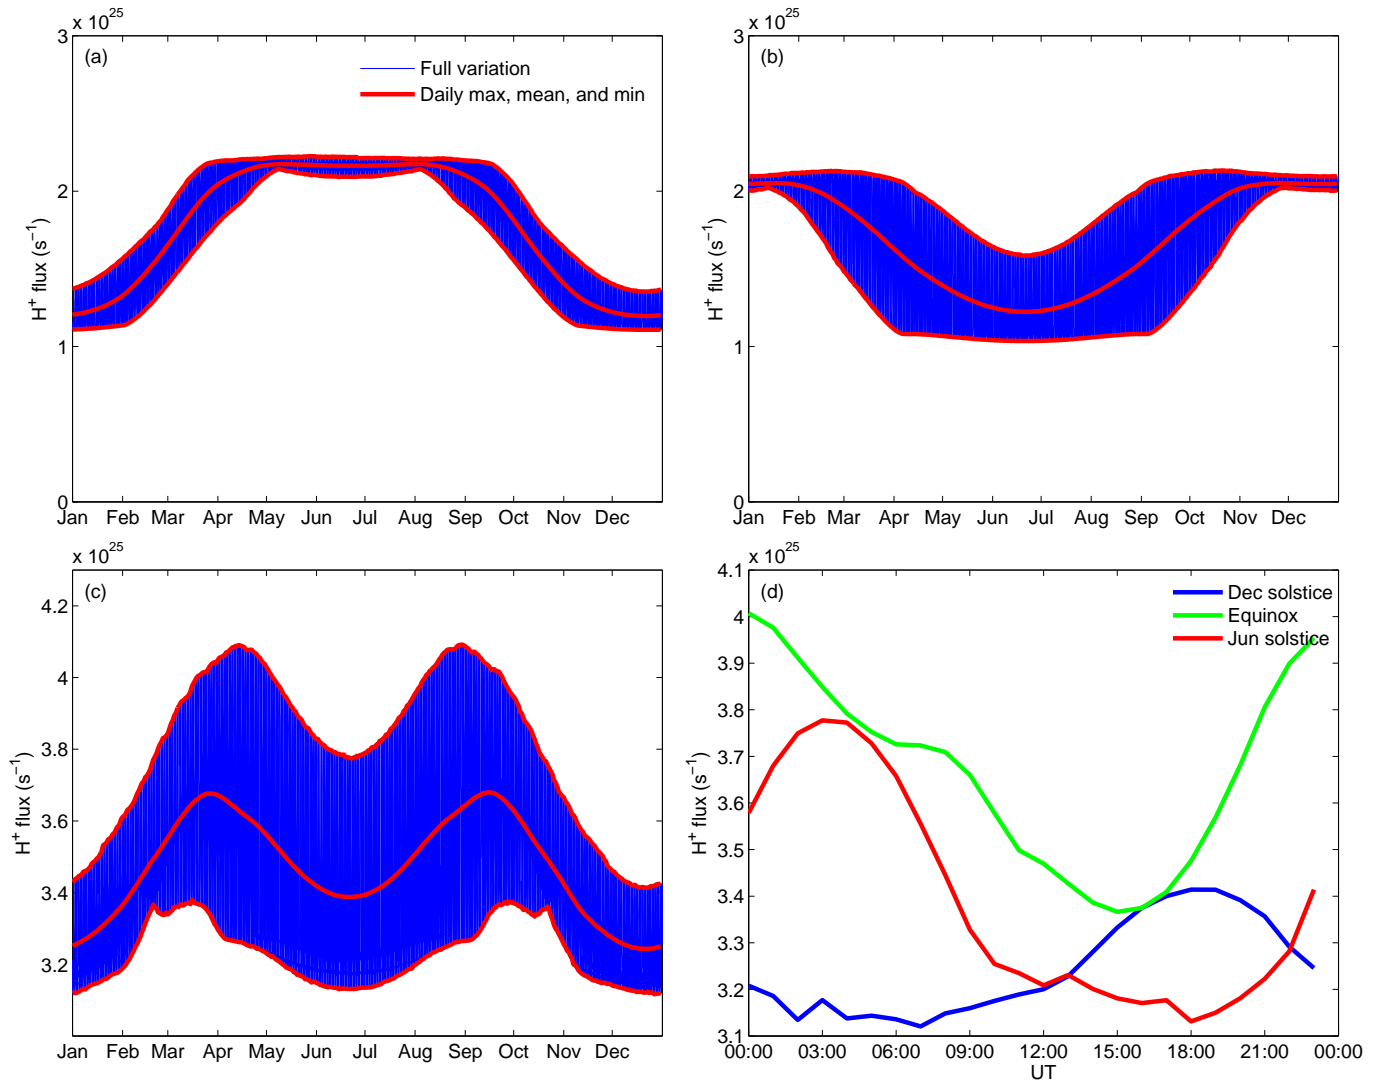 x 10^25
3
(a)
Full variation
Daily max, mean, and min
2
H+ flux (s−1)
1
0
Jan Feb Mar Apr May Jun Jul Aug Sep Oct Nov Dec
x 10^25
3
(b)
2
H+ flux (s−1)
1
0
Jan Feb Mar Apr May Jun Jul Aug Sep Oct Nov Dec
x 10^25
(c)
4.2
4
3.8
H+ flux (s−1)
3.6
3.4
3.2
Jan Feb Mar Apr May Jun Jul Aug Sep Oct Nov Dec
x 10^25
4.1
(d)
Dec solstice
Equinox
Jun solstice
4
3.9
3.8
3.7
H+ flux (s−1)
3.6
3.5
3.4
3.3
3.2
3.1
00:00 03:00 06:00 09:00 12:00 15:00 18:00 21:00 00:00
UT